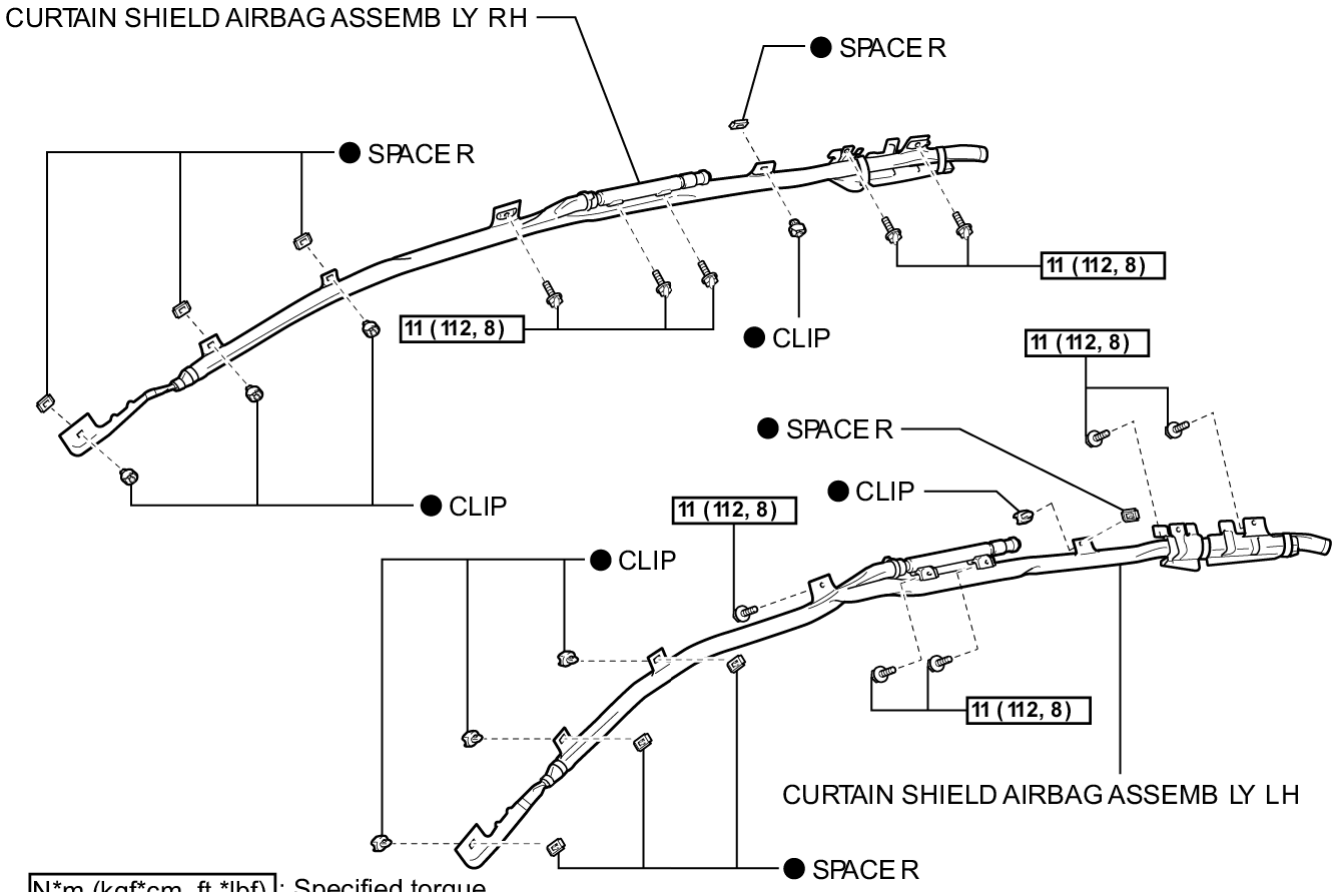 CURTAIN SHIELD AIRBAG ASSEMB LY RH
● SPACE R
● SPACE R
11 (112, 8)
11 (112, 8)
● CLIP
11 (112, 8)
● SPACE R
● CLIP
● CLIP
11 (112, 8)
● CLIP
11 (112, 8)
CURTAIN SHIELD AIRBAG ASSEMB LY LH
● SPACE R
N*m (kgf*cm, ft.*lbf) : Specified torque